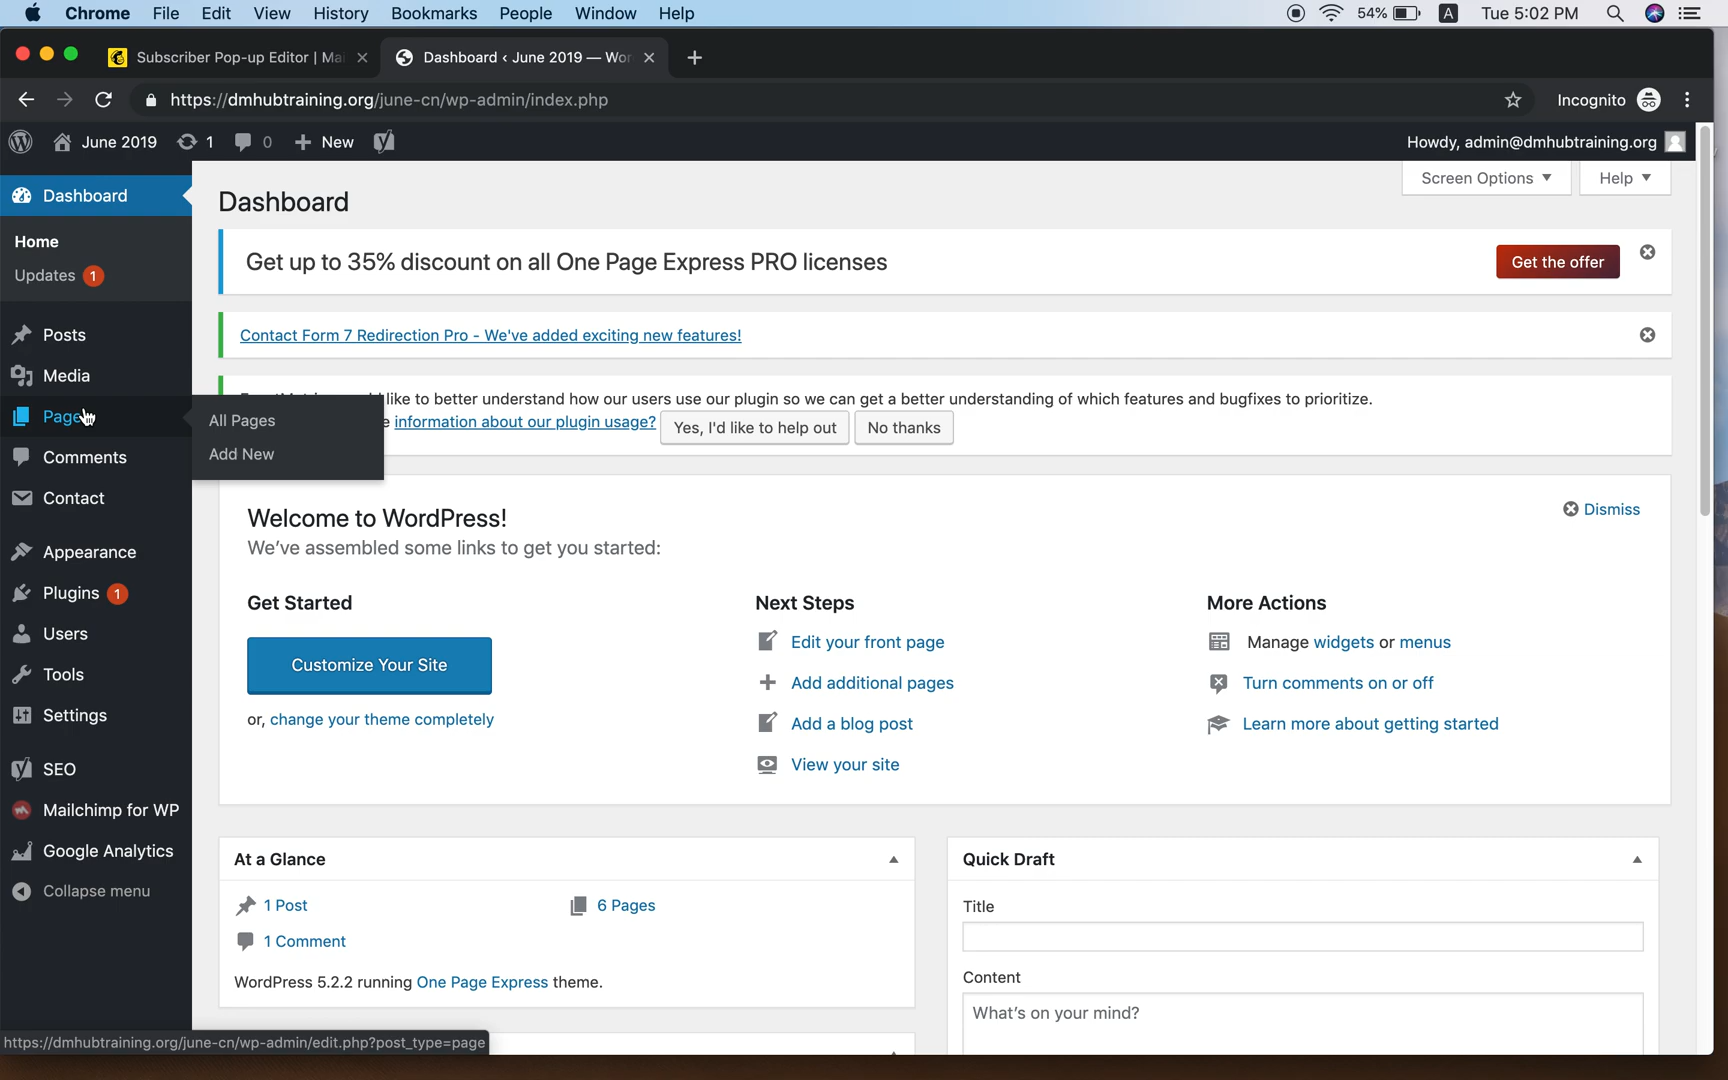 Chrome File Edit View History Bookmarks People Window Help 54% A Tue 5:02 PM
Subscriber Pop-up Editor | Mai Dashboard ‹ June 2019 — Wor
https://dmhubtraining.org/june-cn/wp-admin/index.php Incognito
June 2019 1 0 New Howdy, admin@dmhubtraining.org
Screen Options Help
Dashboard
Home
Updates 1
Posts
Media
Pages
All Pages
Add New
Comments
Contact
Appearance
Plugins 1
Users
Tools
Settings
SEO
Mailchimp for WP
Google Analytics
Collapse menu
Dashboard
Get up to 35% discount on all One Page Express PRO licenses Get the offer
Contact Form 7 Redirection Pro - We've added exciting new features!
like to better understand how our users use our plugin so we can get a better understanding of which features and bugfixes to prioritize.
information about our plugin usage? Yes, I'd like to help out No thanks
Welcome to WordPress! Dismiss
We've assembled some links to get you started:
Get Started
Customize Your Site
or, change your theme completely
Next Steps
Edit your front page
Add additional pages
Add a blog post
View your site
More Actions
Manage widgets or menus
Turn comments on or off
Learn more about getting started
At a Glance
1 Post 6 Pages
1 Comment
WordPress 5.2.2 running One Page Express theme.
Quick Draft
Title
Content
What's on your mind?
https://dmhubtraining.org/june-cn/wp-admin/edit.php?post_type=page